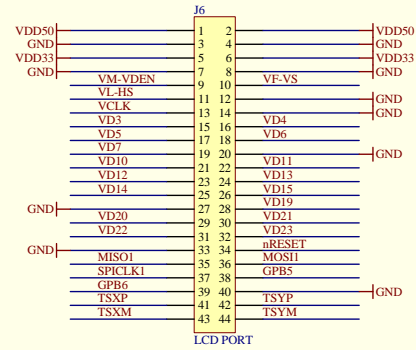 J6
VDD50 1 2 VDD50
GND 3 4 GND
VDD33 5 6 VDD33
GND 7 8 GND
VM-VDEN 9 10 VF-VS
VL-HS 11 12 GND
VCLK 13 14 GND
VD3 15 16 VD4
VD5 17 18 VD6
VD7 19 20 GND
VD10 21 22 VD11
VD12 23 24 VD13
VD14 25 26 VD15
GND 27 28 VD19
VD20 29 30 VD21
VD22 31 32 VD23
GND 33 34 nRESET
MISO1 35 36 MOSI1
SPICLK1 37 38 GPB5
GPB6 39 40 GND
TSXP 41 42 TSYP
TSXM 43 44 TSYM
LCD PORT